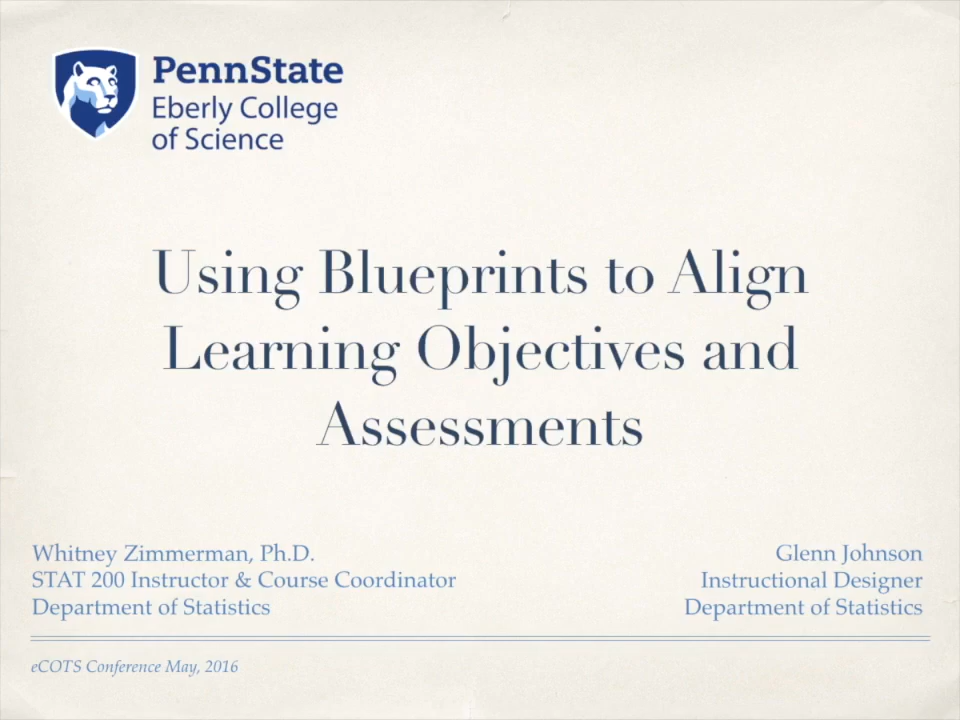 PennState
Eberly College
of Science
Using Blueprints to Align
Learning Objectives and
Assessments
Whitney Zimmerman, Ph.D.
STAT 200 Instructor & Course Coordinator
Department of Statistics
Glenn Johnson
Instructional Designer
Department of Statistics
eCOTS Conference May, 2016